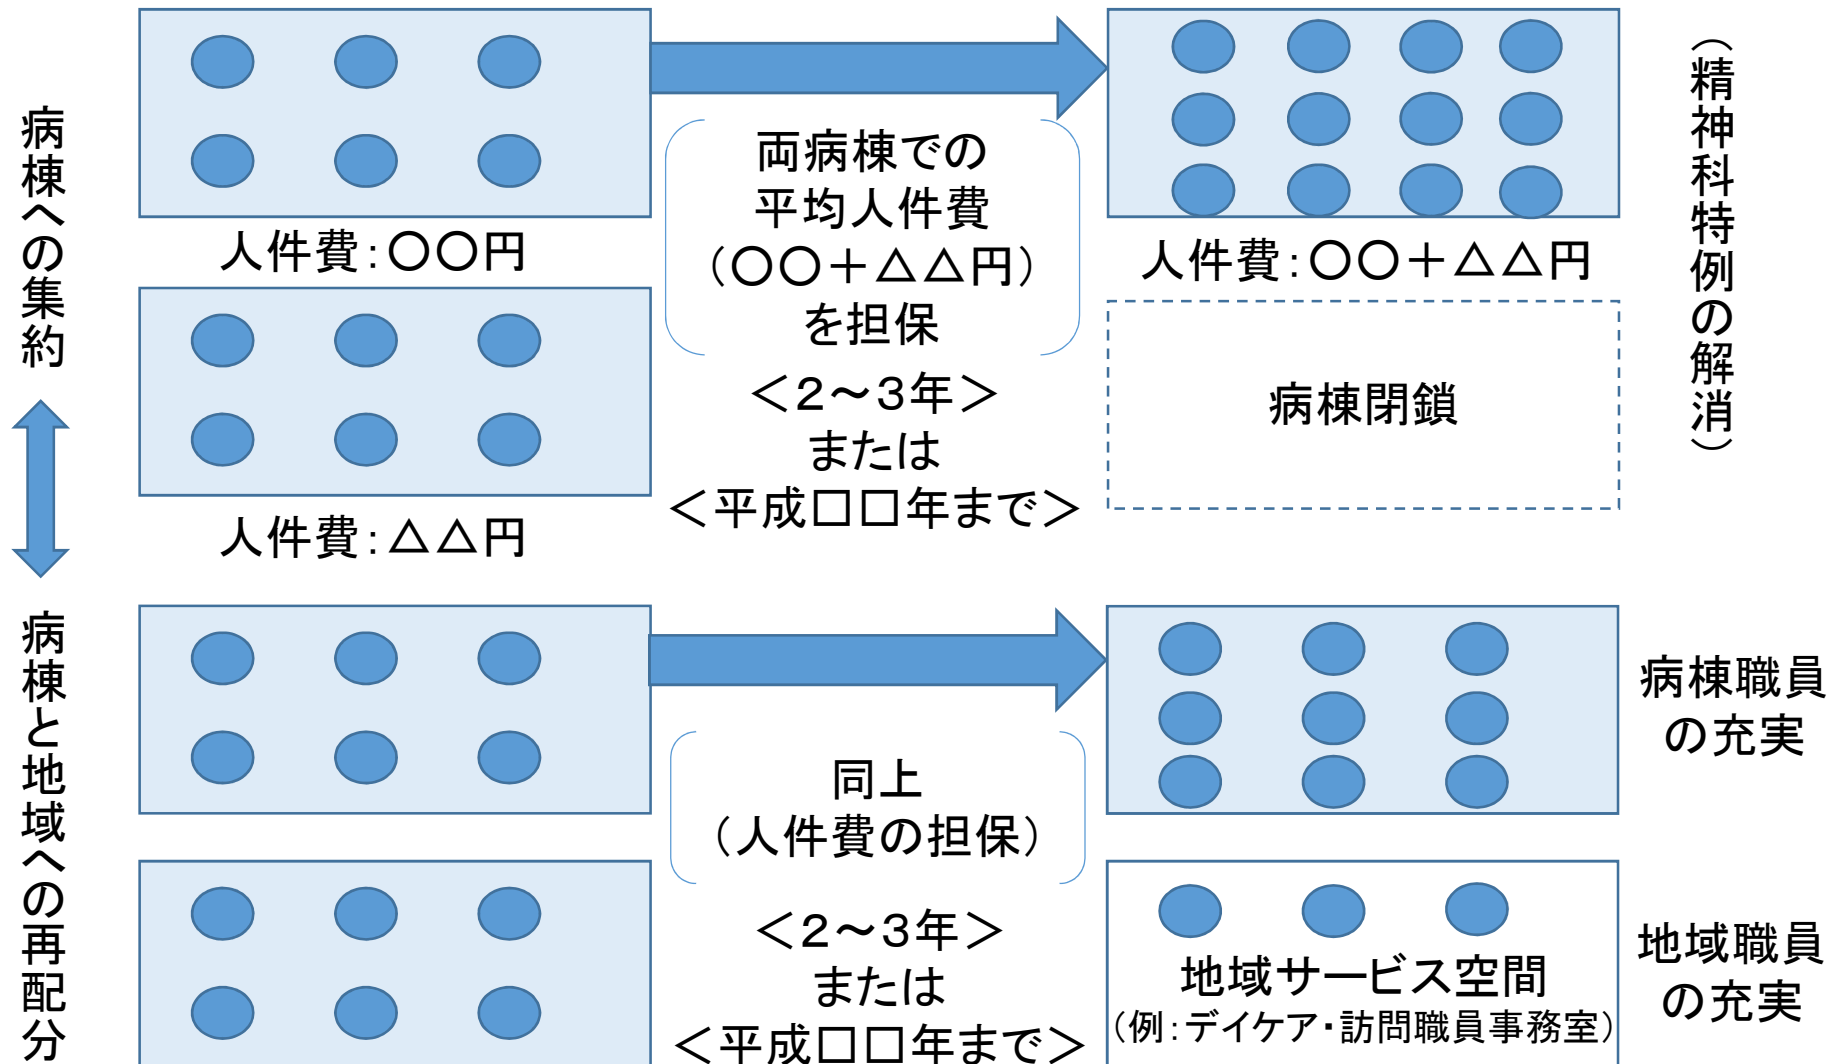 病棟への集約
人件費：〇〇円
人件費：△△円
両病棟での
平均人件費
（〇〇＋△△円）
を担保
＜２～３年＞
または
＜平成□□年まで＞
人件費：〇〇＋△△円
病棟閉鎖
（精神科特例の解消）
病棟と地域への再配分
同上
（人件費の担保）
＜２～３年＞
または
＜平成□□年まで＞
病棟職員
の充実
地域サービス空間
（例：デイケア・訪問職員事務室）
地域職員
の充実